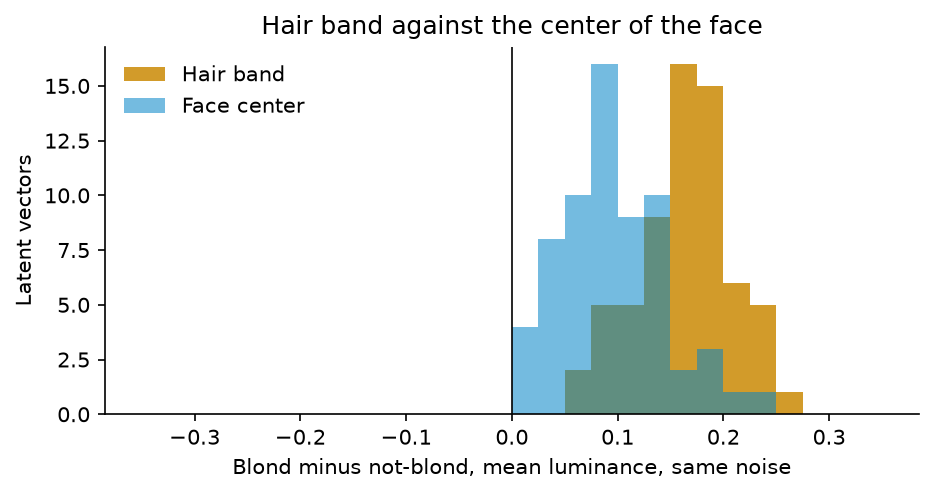 Hair band against the center of the face
Hair band
Face center
15.0
12.5
10.0
7.5
5.0
2.5
0.0
Latent vectors
−0.3
−0.2
−0.1
0.0
0.1
0.2
0.3
Blond minus not-blond, mean luminance, same noise